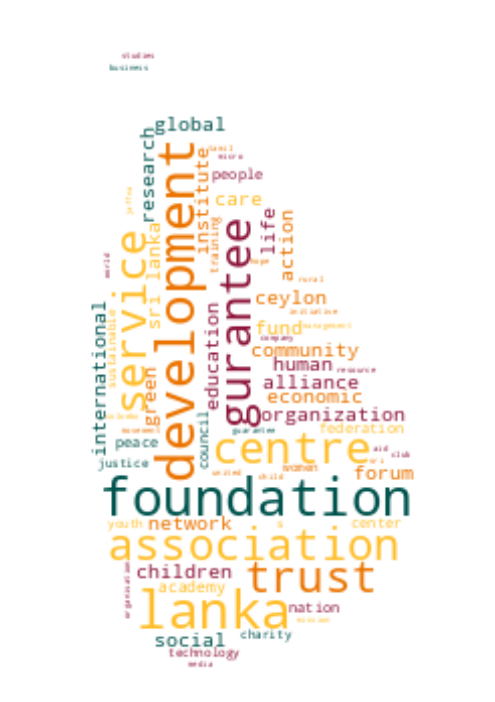 studies
business
global
research
development
institute
tamil
micro
people
care
jaffna
service
sri lanka
training
gurantee
life
action
hope
world
rural
ceylon
initiative
international
sustainable
education
fund
management
company
community
human
resource
green
alliance
economic
organization
movement
council
guarantee
federation
peace
centre
aid
club
justice
united
child
women
forum
foundation
youth
network
s
center
association
organisation
children
trust
academy
lanka
nation
mission
social
charity
technology
media